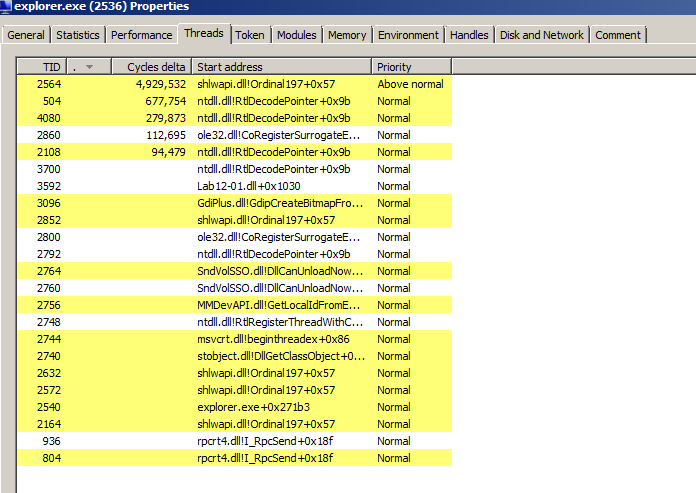 explorer.exe (2536) Properties
General Statistics Performance Threads Token Modules Memory Environment Handles Disk and Network Comment
TID . Cycles delta Start address Priority
2564 4,929,532 shlwapi.dll!Ordinal197+0x57 Above normal
504 677,754 ntdll.dll!RtlDecodePointer+0x9b Normal
4080 279,873 ntdll.dll!RtlDecodePointer+0x9b Normal
2860 112,695 ole32.dll!CoRegisterSurrogateE... Normal
2108 94,479 ntdll.dll!RtlDecodePointer+0x9b Normal
3700 ntdll.dll!RtlDecodePointer+0x9b Normal
3592 Lab12-01.dll+0x1030 Normal
3096 GdiPlus.dll!GdipCreateBitmapFro... Normal
2852 shlwapi.dll!Ordinal197+0x57 Normal
2800 ole32.dll!CoRegisterSurrogateE... Normal
2792 ntdll.dll!RtlDecodePointer+0x9b Normal
2764 SndVolSSO.dll!DllCanUnloadNow... Normal
2760 SndVolSSO.dll!DllCanUnloadNow... Normal
2756 MMDevAPI.dll!GetLocalIdFromE... Normal
2748 ntdll.dll!RtlRegisterThreadWithC... Normal
2744 msvcrt.dll!beginthreadex+0x86 Normal
2740 stobject.dll!DllGetClassObject+0... Normal
2632 shlwapi.dll!Ordinal197+0x57 Normal
2572 shlwapi.dll!Ordinal197+0x57 Normal
2540 explorer.exe+0x271b3 Normal
2164 shlwapi.dll!Ordinal197+0x57 Normal
936 rpcrt4.dll!I_RpcSend+0x18f Normal
804 rpcrt4.dll!I_RpcSend+0x18f Normal